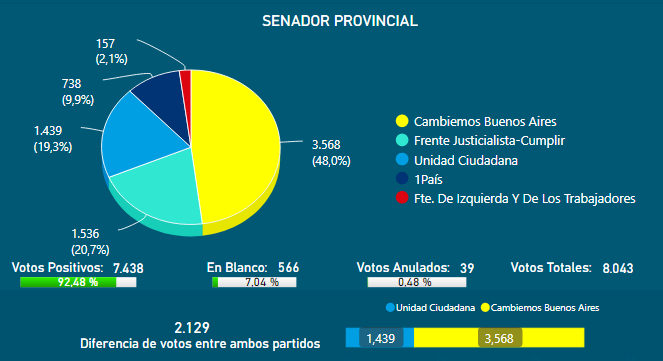 SENADOR PROVINCIAL
157
(2,1%)
738
(9,9%)
1.439
(19,3%)
3.568
(48,0%)
1.536
(20,7%)
Cambiemos Buenos Aires
Frente Justicialista-Cumplir
Unidad Ciudadana
1País
Fte. De Izquierda Y De Los Trabajadores
Votos Positivos: 7.438
92,48 %
En Blanco: 566
7,04 %
Votos Anulados: 39
0,48 %
Votos Totales: 8.043
Unidad Ciudadana Cambiemos Buenos Aires
2.129
Diferencia de votos entre ambos partidos
1,439 3,568